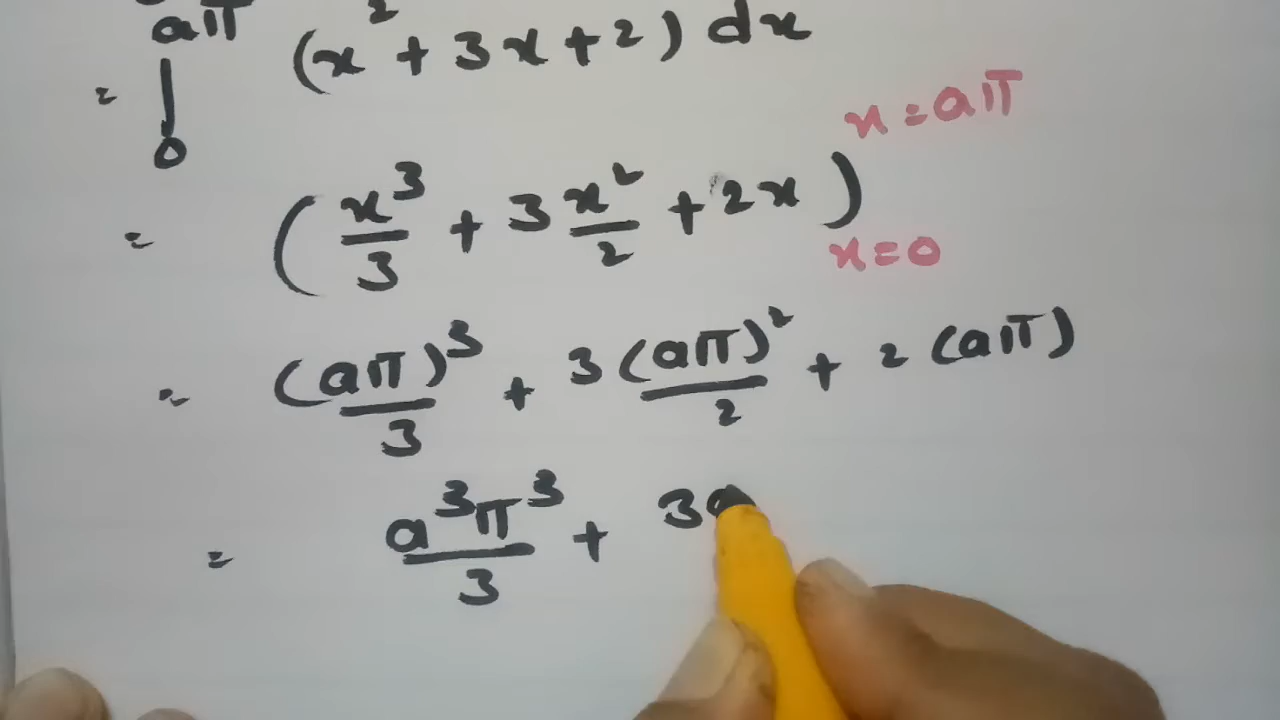 aπ
= ∫ (x² + 3x + 2) dx
0
= (x³/3 + 3x²/2 + 2x) x=aπ x=0
= (aπ)³/3 + 3(aπ)²/2 + 2(aπ)
= a³π³/3 + 3a